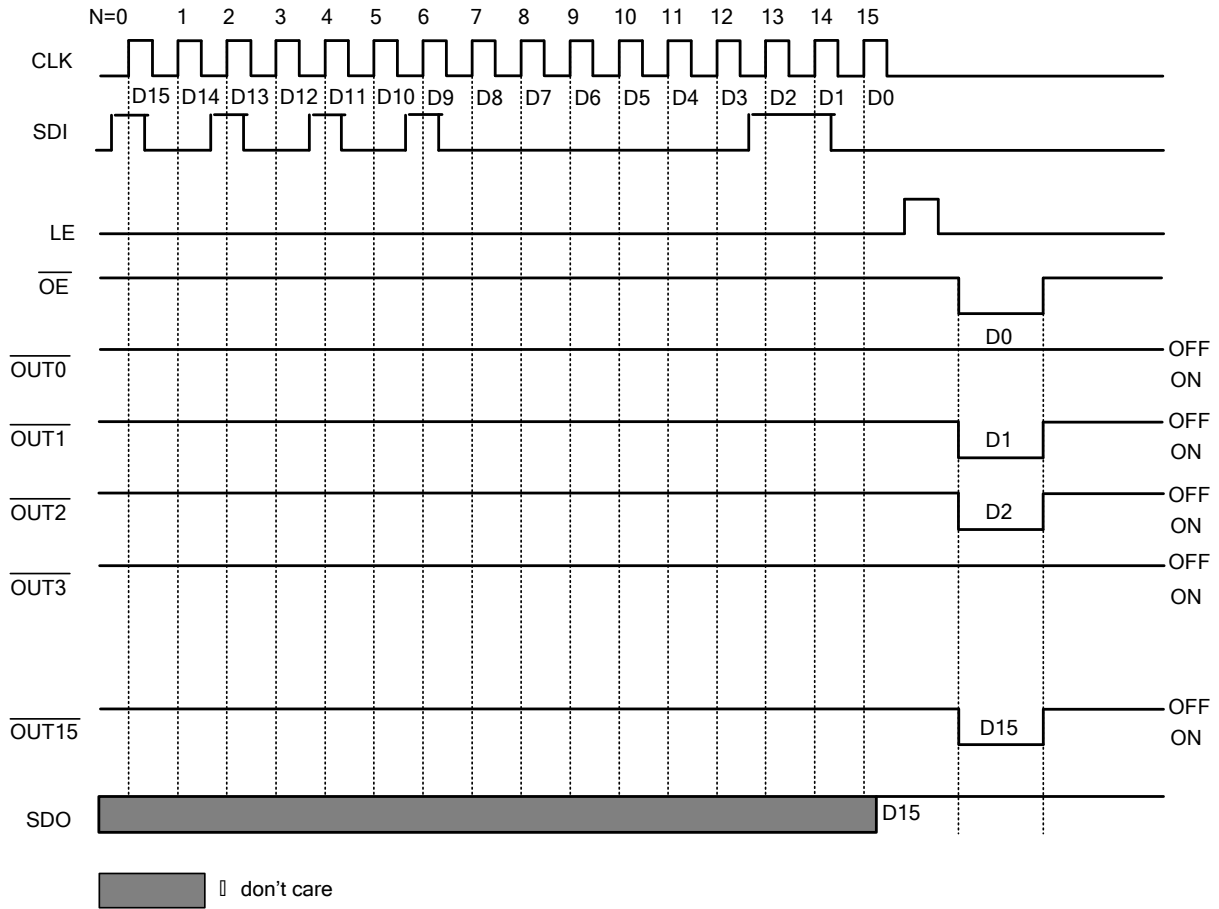 N=0 1 2 3 4 5 6 7 8 9 10 11 12 13 14 15
CLK
D15 D14 D13 D12 D11 D10 D9 D8 D7 D6 D5 D4 D3 D2 D1 D0
SDI
LE
OE
D0
OUT0
OFF
ON
OUT1
D1
OFF
ON
OUT2
D2
OFF
ON
OUT3
OFF
ON
OUT15
D15
OFF
ON
SDO
D15
don't care